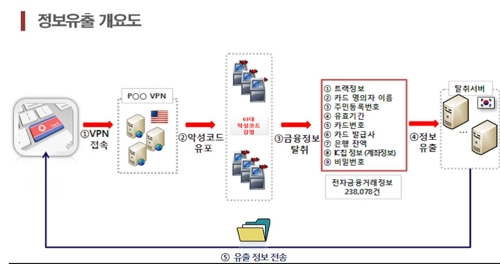 정보유출 개요도
P○○ VPN
탈취서버
①VPN
접속
②악성코드
유포
63대
악성코드
감염
③금융정보
탈취
① 트랙정보
② 카드 명의자 이름
③ 주민등록번호
④ 유효기간
⑤ 카드번호
⑥ 카드 발급사
⑦ 은행 잔액
⑧ IC칩 정보(계좌정보)
⑨ 비밀번호
④정보
유출
전자금융거래정보
238,078건
⑤ 유출 정보 전송